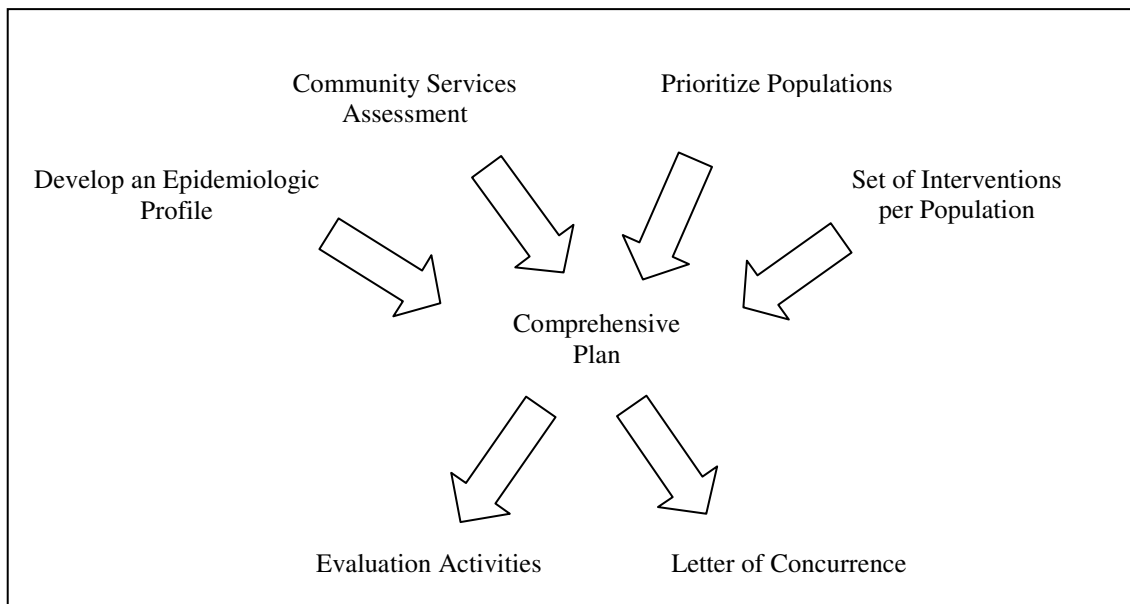 Community Services
Assessment
Prioritize Populations
Develop an Epidemiologic
Profile
Set of Interventions
per Population
Comprehensive
Plan
Evaluation Activities
Letter of Concurrence